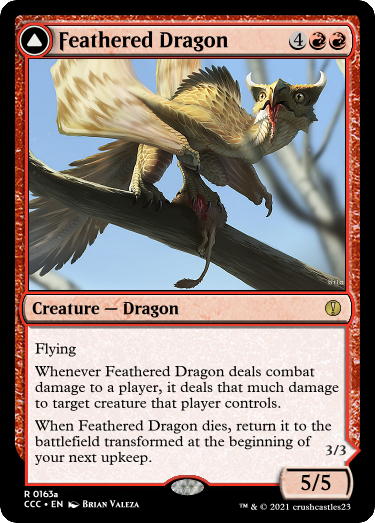 Feathered Dragon 4
Creature — Dragon
Flying
Whenever Feathered Dragon deals combat
damage to a player, it deals that much damage
to target creature that player controls.
When Feathered Dragon dies, return it to the
battlefield transformed at the beginning of
your next upkeep.
3/3
5/5
R 0163a
CCC • EN Brian Valeza
™ & © 2021 crushcastles23